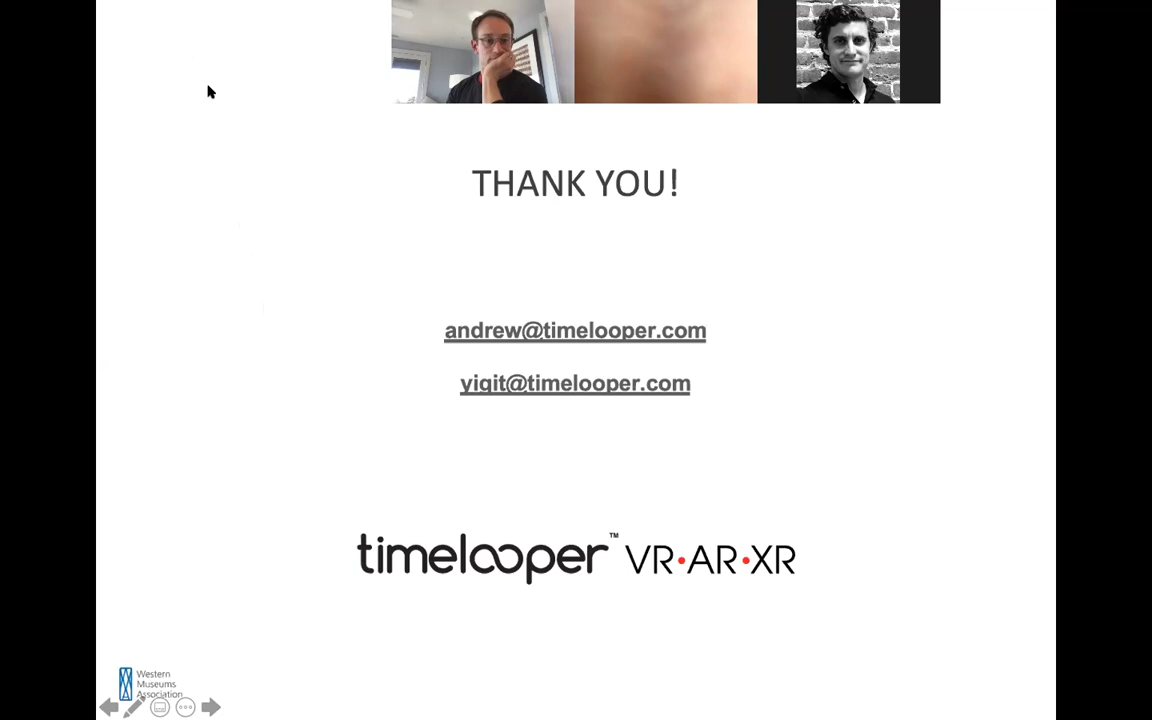 THANK YOU!
andrew@timelooper.com
yigit@timelooper.com
timelooper™ VR•AR•XR
Western
Museums
Association